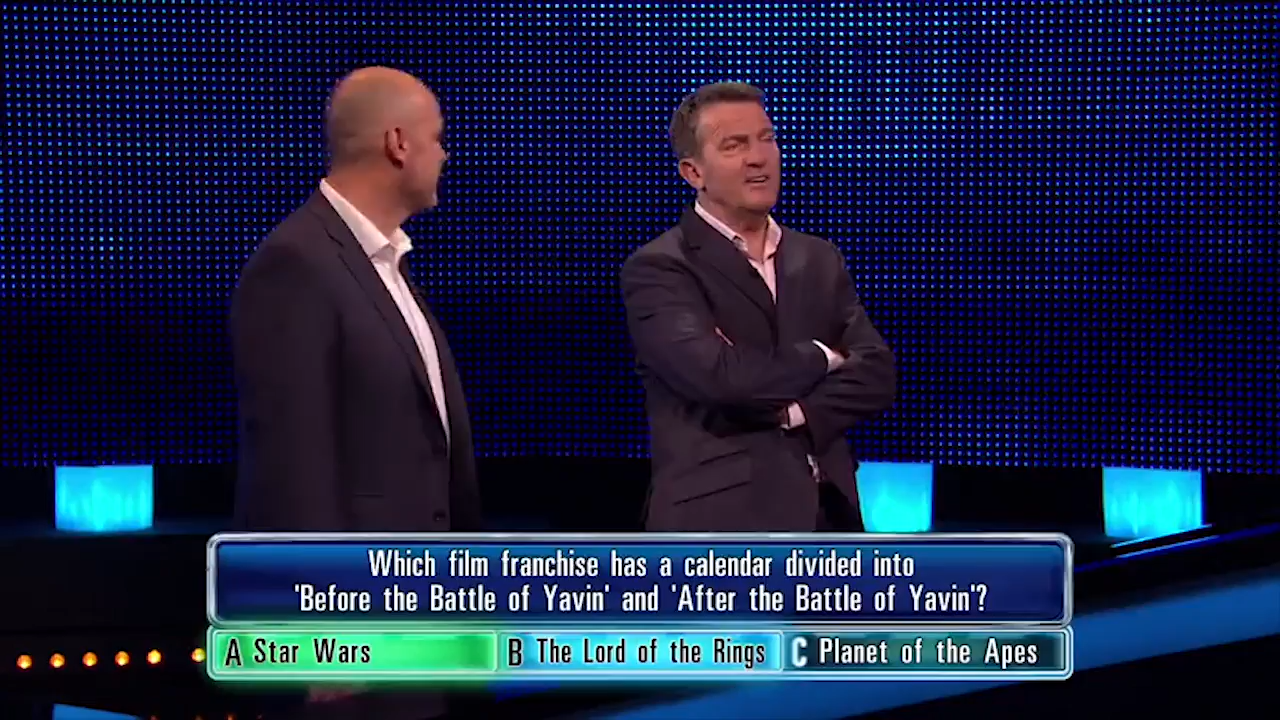 Which film franchise has a calendar divided into
'Before the Battle of Yavin' and 'After the Battle of Yavin'?
A Star Wars B The Lord of the Rings C Planet of the Apes